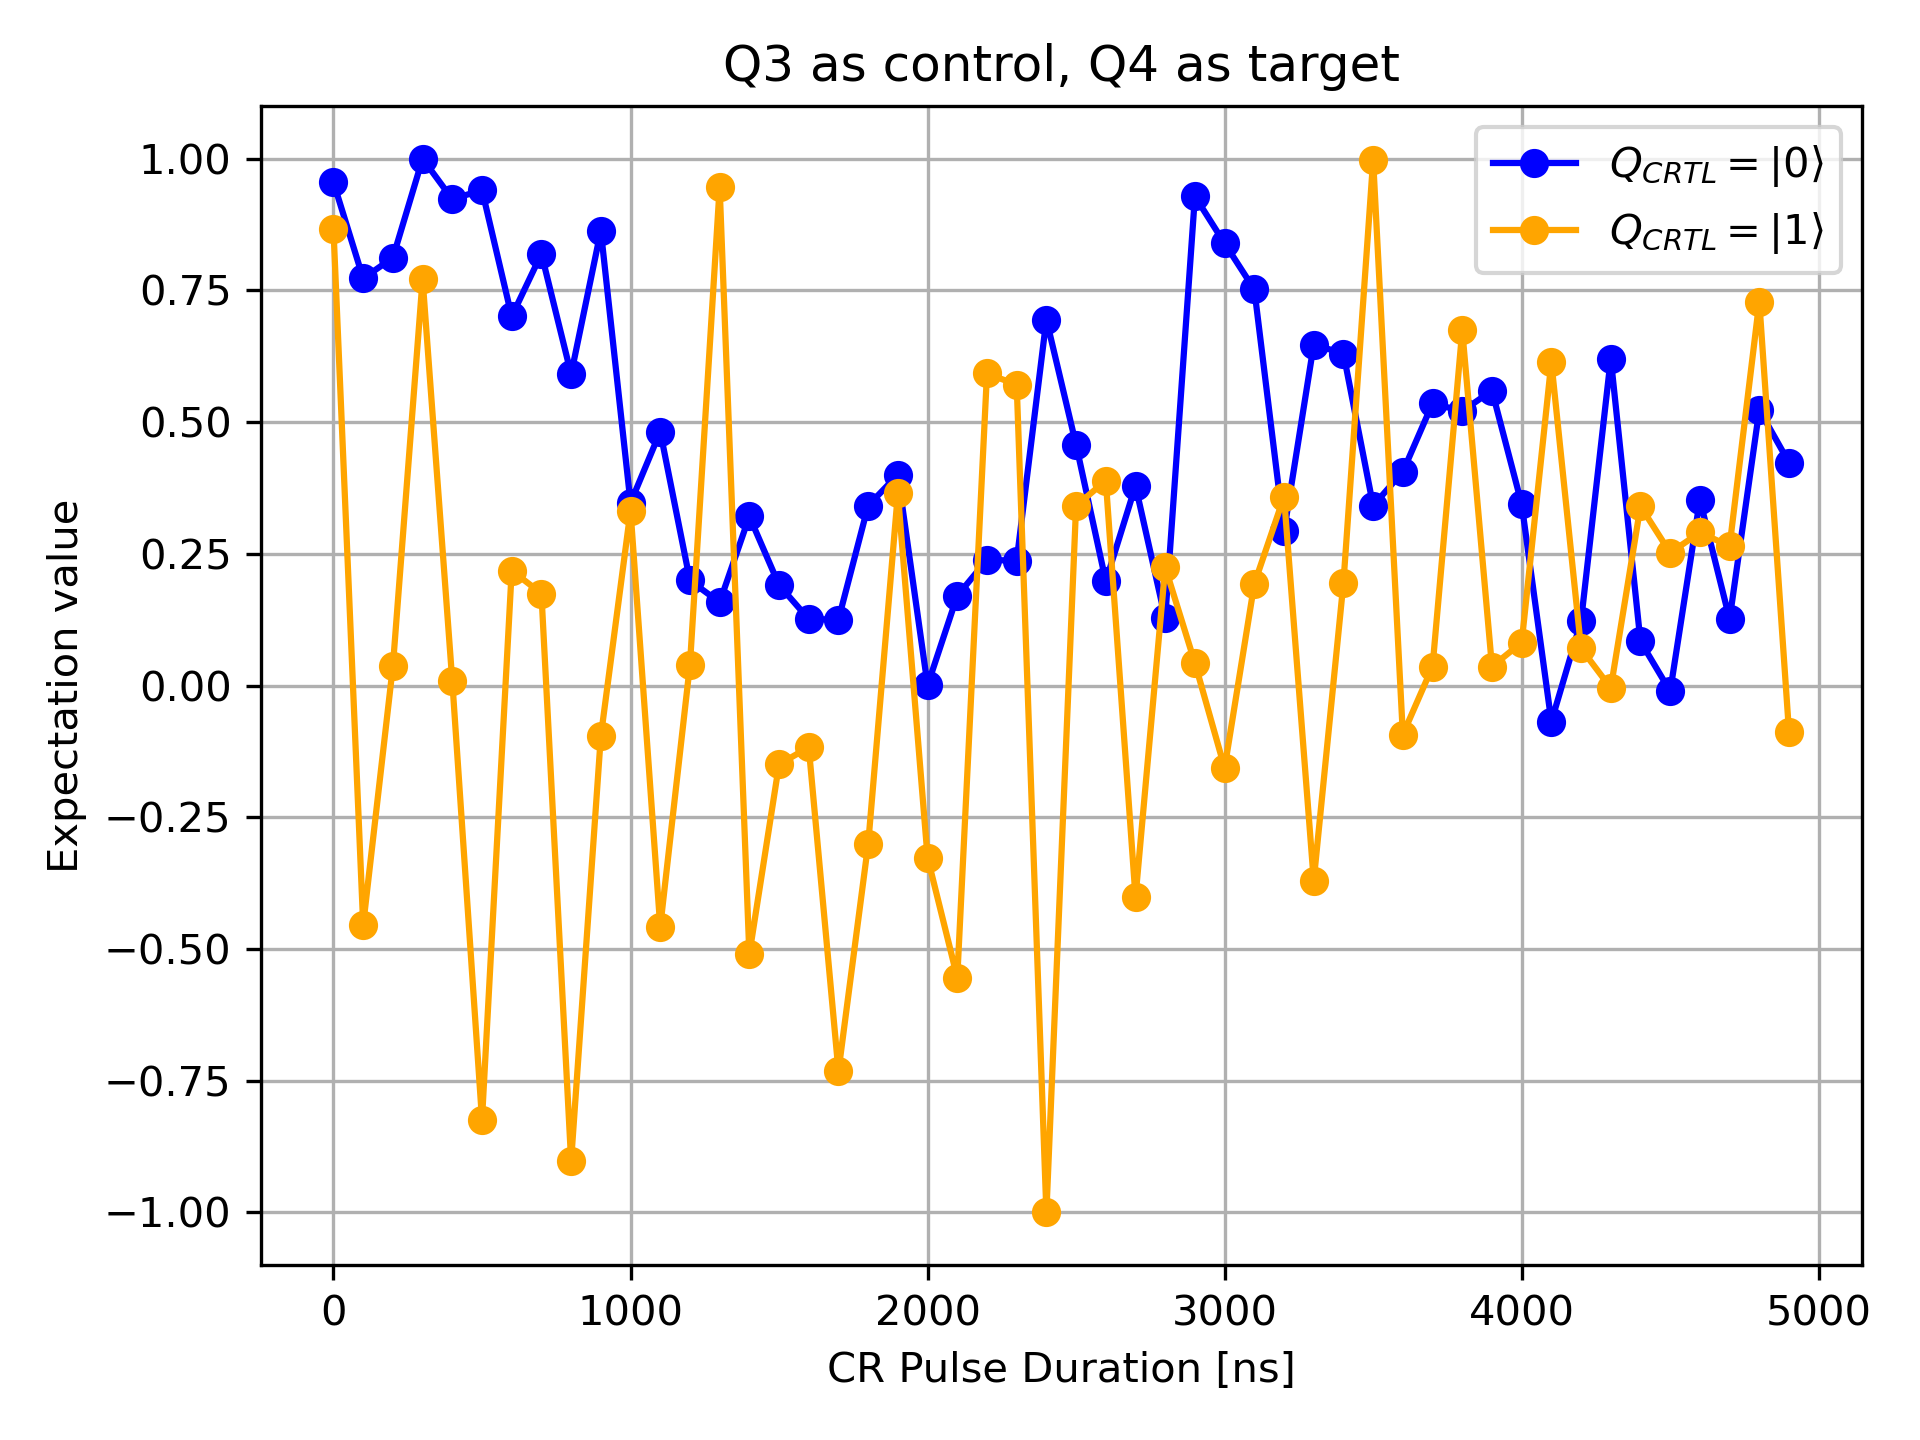 Q3 as control, Q4 as target
Q_CRTL = |0⟩
Q_CRTL = |1⟩
1.00
0.75
0.50
0.25
0.00
−0.25
−0.50
−0.75
−1.00
Expectation value
0 1000 2000 3000 4000 5000
CR Pulse Duration [ns]